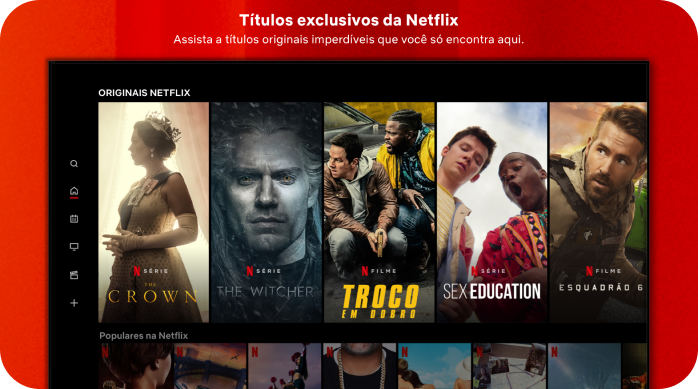 Títulos exclusivos da Netflix
Assista a títulos originais imperdíveis que você só encontra aqui.
ORIGINAIS NETFLIX
N SÉRIE
THE CROWN
N SÉRIE
THE WITCHER
N FILME
TROCO
EM DOBRO
N SÉRIE
SEX EDUCATION
N FILME
ESQUADRÃO 6
Populares na Netflix
N
N
N
N
N
N